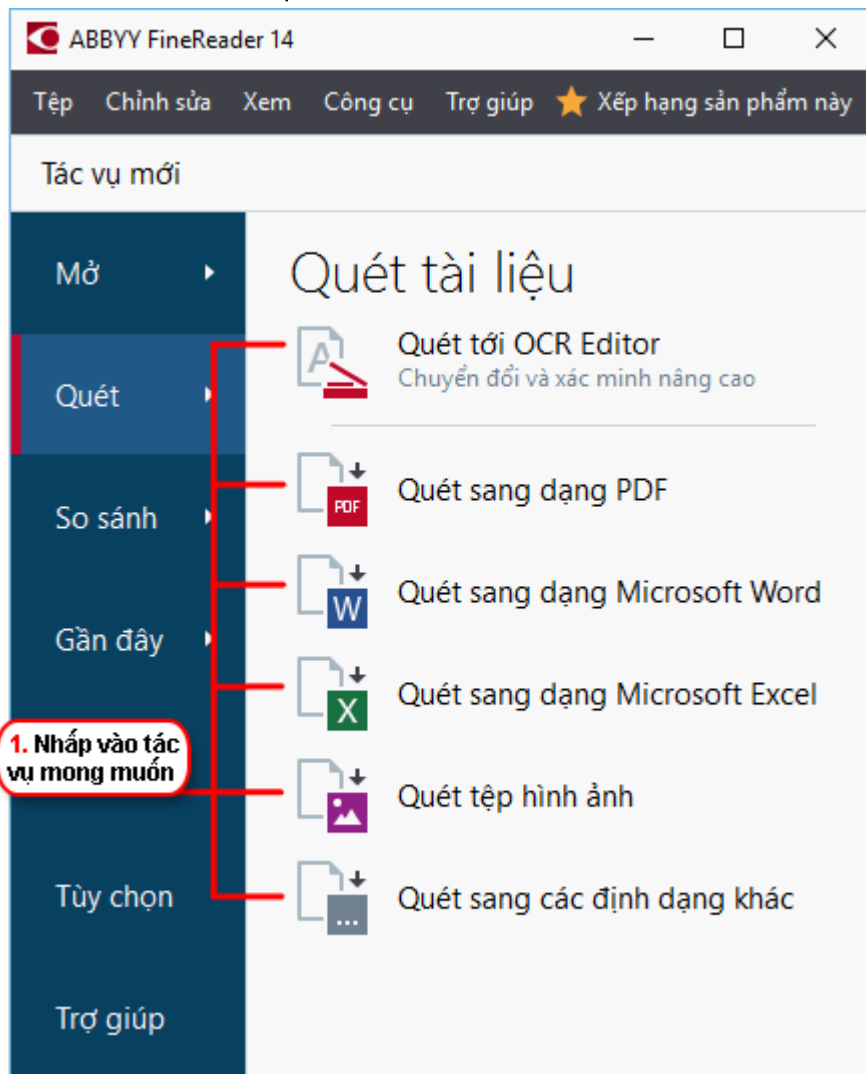 ABBYY FineReader 14
Tệp Chỉnh sửa Xem Công cụ Trợ giúp Xếp hạng sản phẩm này
Tác vụ mới
Mở
Quét
So sánh
Gần đây
1. Nhấp vào tác
vụ mong muốn
Tùy chọn
Trợ giúp
Quét tài liệu
A
Quét tới OCR Editor
Chuyển đổi và xác minh nâng cao
PDF
Quét sang dạng PDF
W
Quét sang dạng Microsoft Word
X
Quét sang dạng Microsoft Excel
Quét tệp hình ảnh
...
Quét sang các định dạng khác